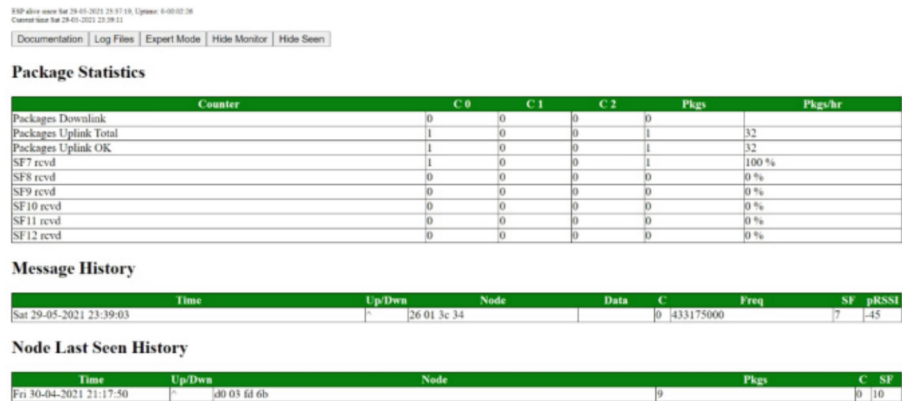 ESP alive since Sat 29-05-2021 23:37:19, Uptime: 0-00:02:26
Current time Sat 29-05-2021 23:39:11
Documentation Log Files Expert Mode Hide Monitor Hide Seen
Package Statistics
Counter C 0 C 1 C 2 Pkgs Pkgs/hr
Packages Downlink 0 0 0 0
Packages Uplink Total 1 0 0 1 32
Packages Uplink OK 1 0 0 1 32
SF7 rcvd 1 0 0 1 100 %
SF8 rcvd 0 0 0 0 0 %
SF9 rcvd 0 0 0 0 0 %
SF10 rcvd 0 0 0 0 0 %
SF11 rcvd 0 0 0 0 0 %
SF12 rcvd 0 0 0 0 0 %
Message History
Time Up/Dwn Node Data C Freq SF pRSSI
Sat 29-05-2021 23:39:03 ^ 26 01 3c 34 0 433175000 7 -45
Node Last Seen History
Time Up/Dwn Node Pkgs C SF
Fri 30-04-2021 21:17:50 ^ d0 03 fd 6b 9 0 10